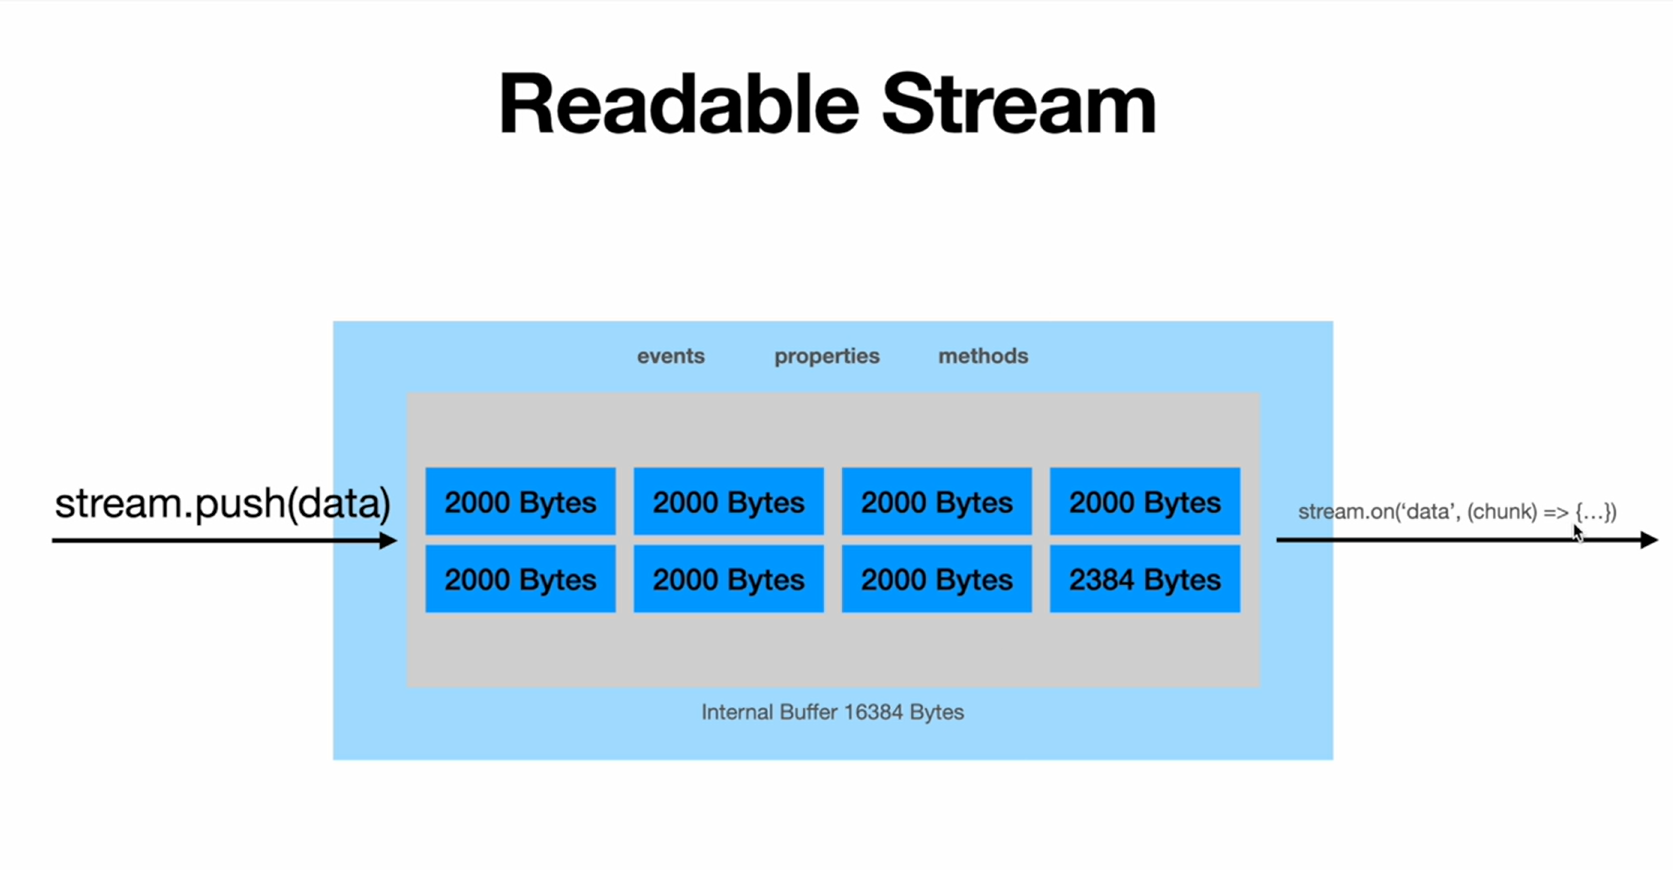 Readable Stream
events properties methods
stream.push(data)
2000 Bytes 2000 Bytes 2000 Bytes 2000 Bytes
stream.on(‘data’, (chunk) => {…})
2000 Bytes 2000 Bytes 2000 Bytes 2384 Bytes
Internal Buffer 16384 Bytes